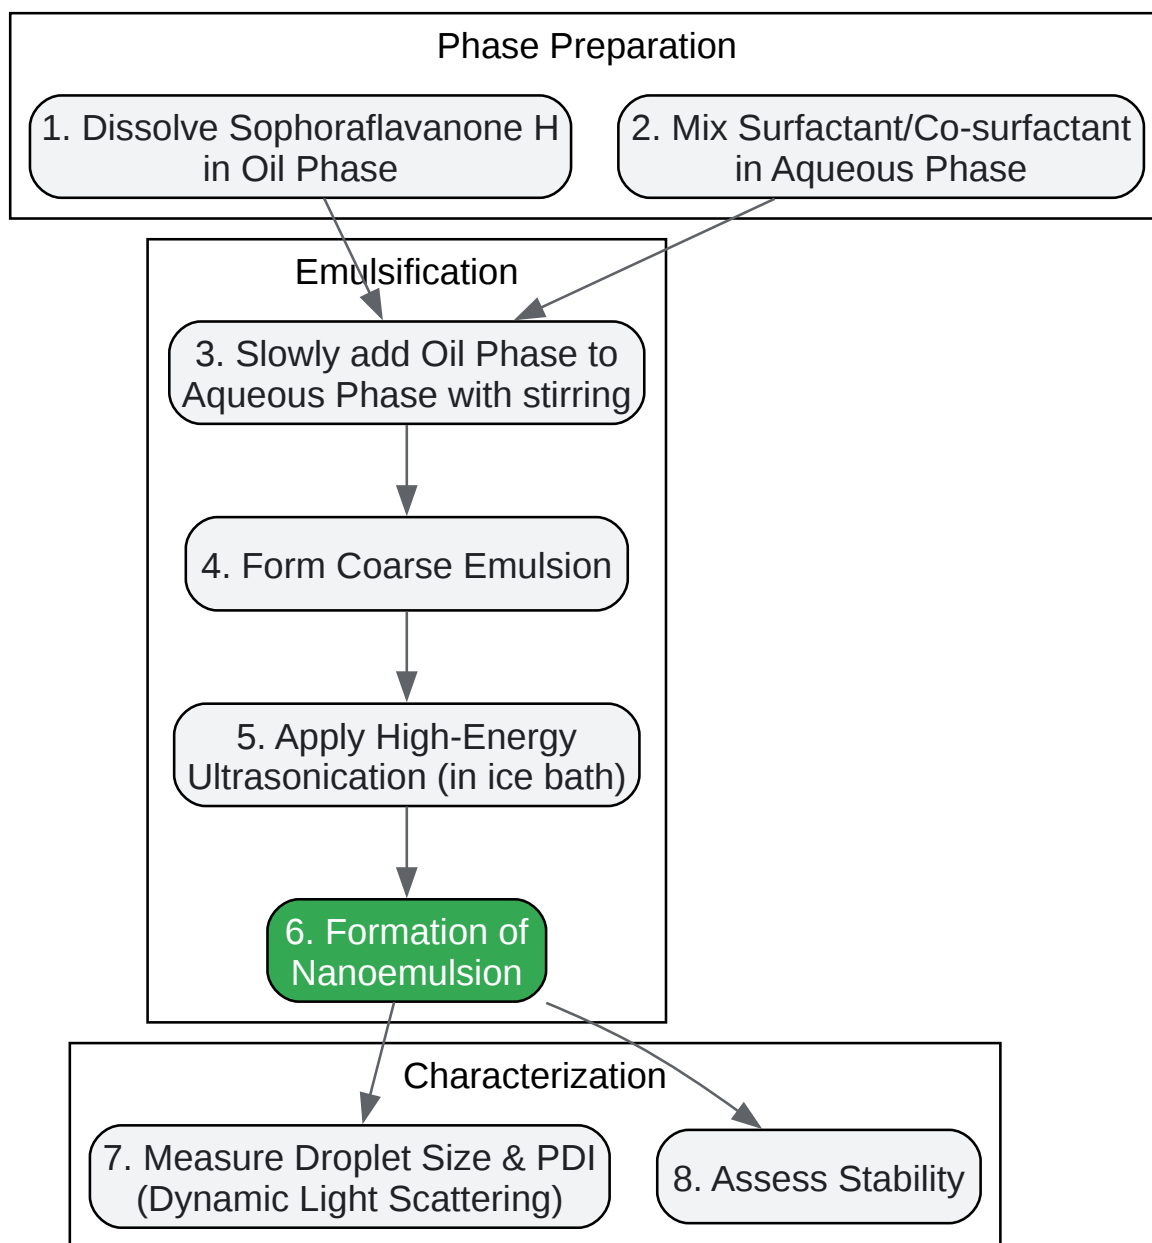 Phase Preparation
1. Dissolve Sophoraflavanone H
in Oil Phase
2. Mix Surfactant/Co-surfactant
in Aqueous Phase
Emulsification
3. Slowly add Oil Phase to
Aqueous Phase with stirring
4. Form Coarse Emulsion
5. Apply High-Energy
Ultrasonication (in ice bath)
6. Formation of
Nanoemulsion
Characterization
7. Measure Droplet Size & PDI
(Dynamic Light Scattering)
8. Assess Stability